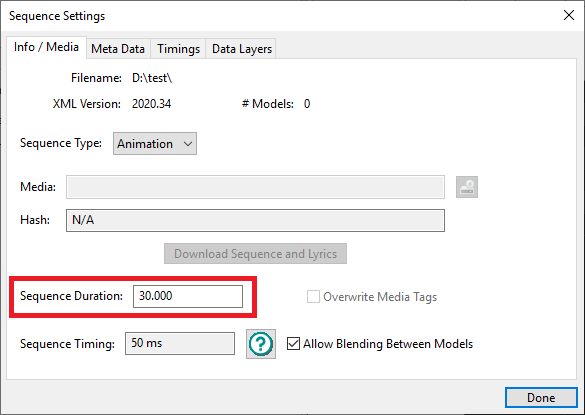 Sequence Settings
Info / Media Meta Data Timings Data Layers
Filename: D:\test\
XML Version: 2020.34 # Models: 0
Sequence Type: Animation
Media:
Hash: N/A
Download Sequence and Lyrics
Sequence Duration: 30.000 Overwrite Media Tags
Sequence Timing: 50 ms ? Allow Blending Between Models
Done